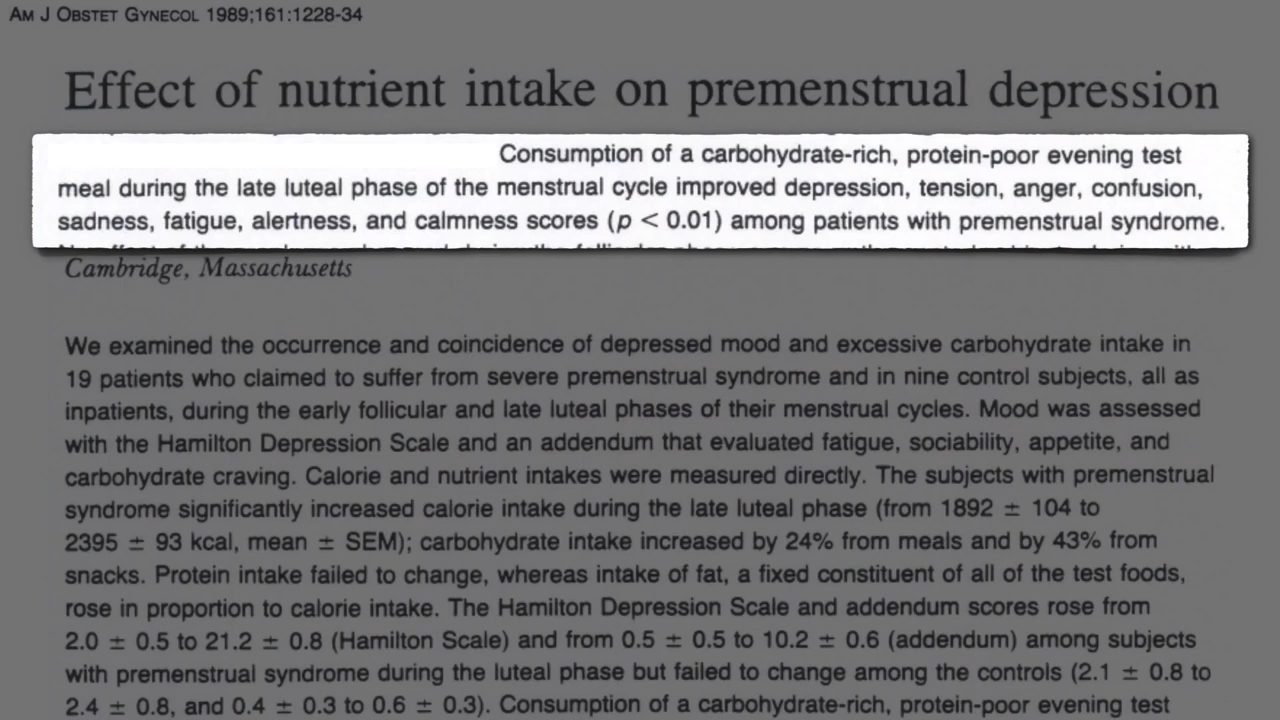 AM J OBSTET GYNECOL 1989;161:1228-34
Effect of nutrient intake on premenstrual depression
Consumption of a carbohydrate-rich, protein-poor evening test
meal during the late luteal phase of the menstrual cycle improved depression, tension, anger, confusion,
sadness, fatigue, alertness, and calmness scores (p < 0.01) among patients with premenstrual syndrome.
Cambridge, Massachusetts
We examined the occurrence and coincidence of depressed mood and excessive carbohydrate intake in
19 patients who claimed to suffer from severe premenstrual syndrome and in nine control subjects, all as
inpatients, during the early follicular and late luteal phases of their menstrual cycles. Mood was assessed
with the Hamilton Depression Scale and an addendum that evaluated fatigue, sociability, appetite, and
carbohydrate craving. Calorie and nutrient intakes were measured directly. The subjects with premenstrual
syndrome significantly increased calorie intake during the late luteal phase (from 1892 ± 104 to
2395 ± 93 kcal, mean ± SEM); carbohydrate intake increased by 24% from meals and by 43% from
snacks. Protein intake failed to change, whereas intake of fat, a fixed constituent of all of the test foods,
rose in proportion to calorie intake. The Hamilton Depression Scale and addendum scores rose from
2.0 ± 0.5 to 21.2 ± 0.8 (Hamilton Scale) and from 0.5 ± 0.5 to 10.2 ± 0.6 (addendum) among subjects
with premenstrual syndrome during the luteal phase but failed to change among the controls (2.1 ± 0.8 to
2.4 ± 0.8, and 0.4 ± 0.3 to 0.6 ± 0.3). Consumption of a carbohydrate-rich, protein-poor evening test